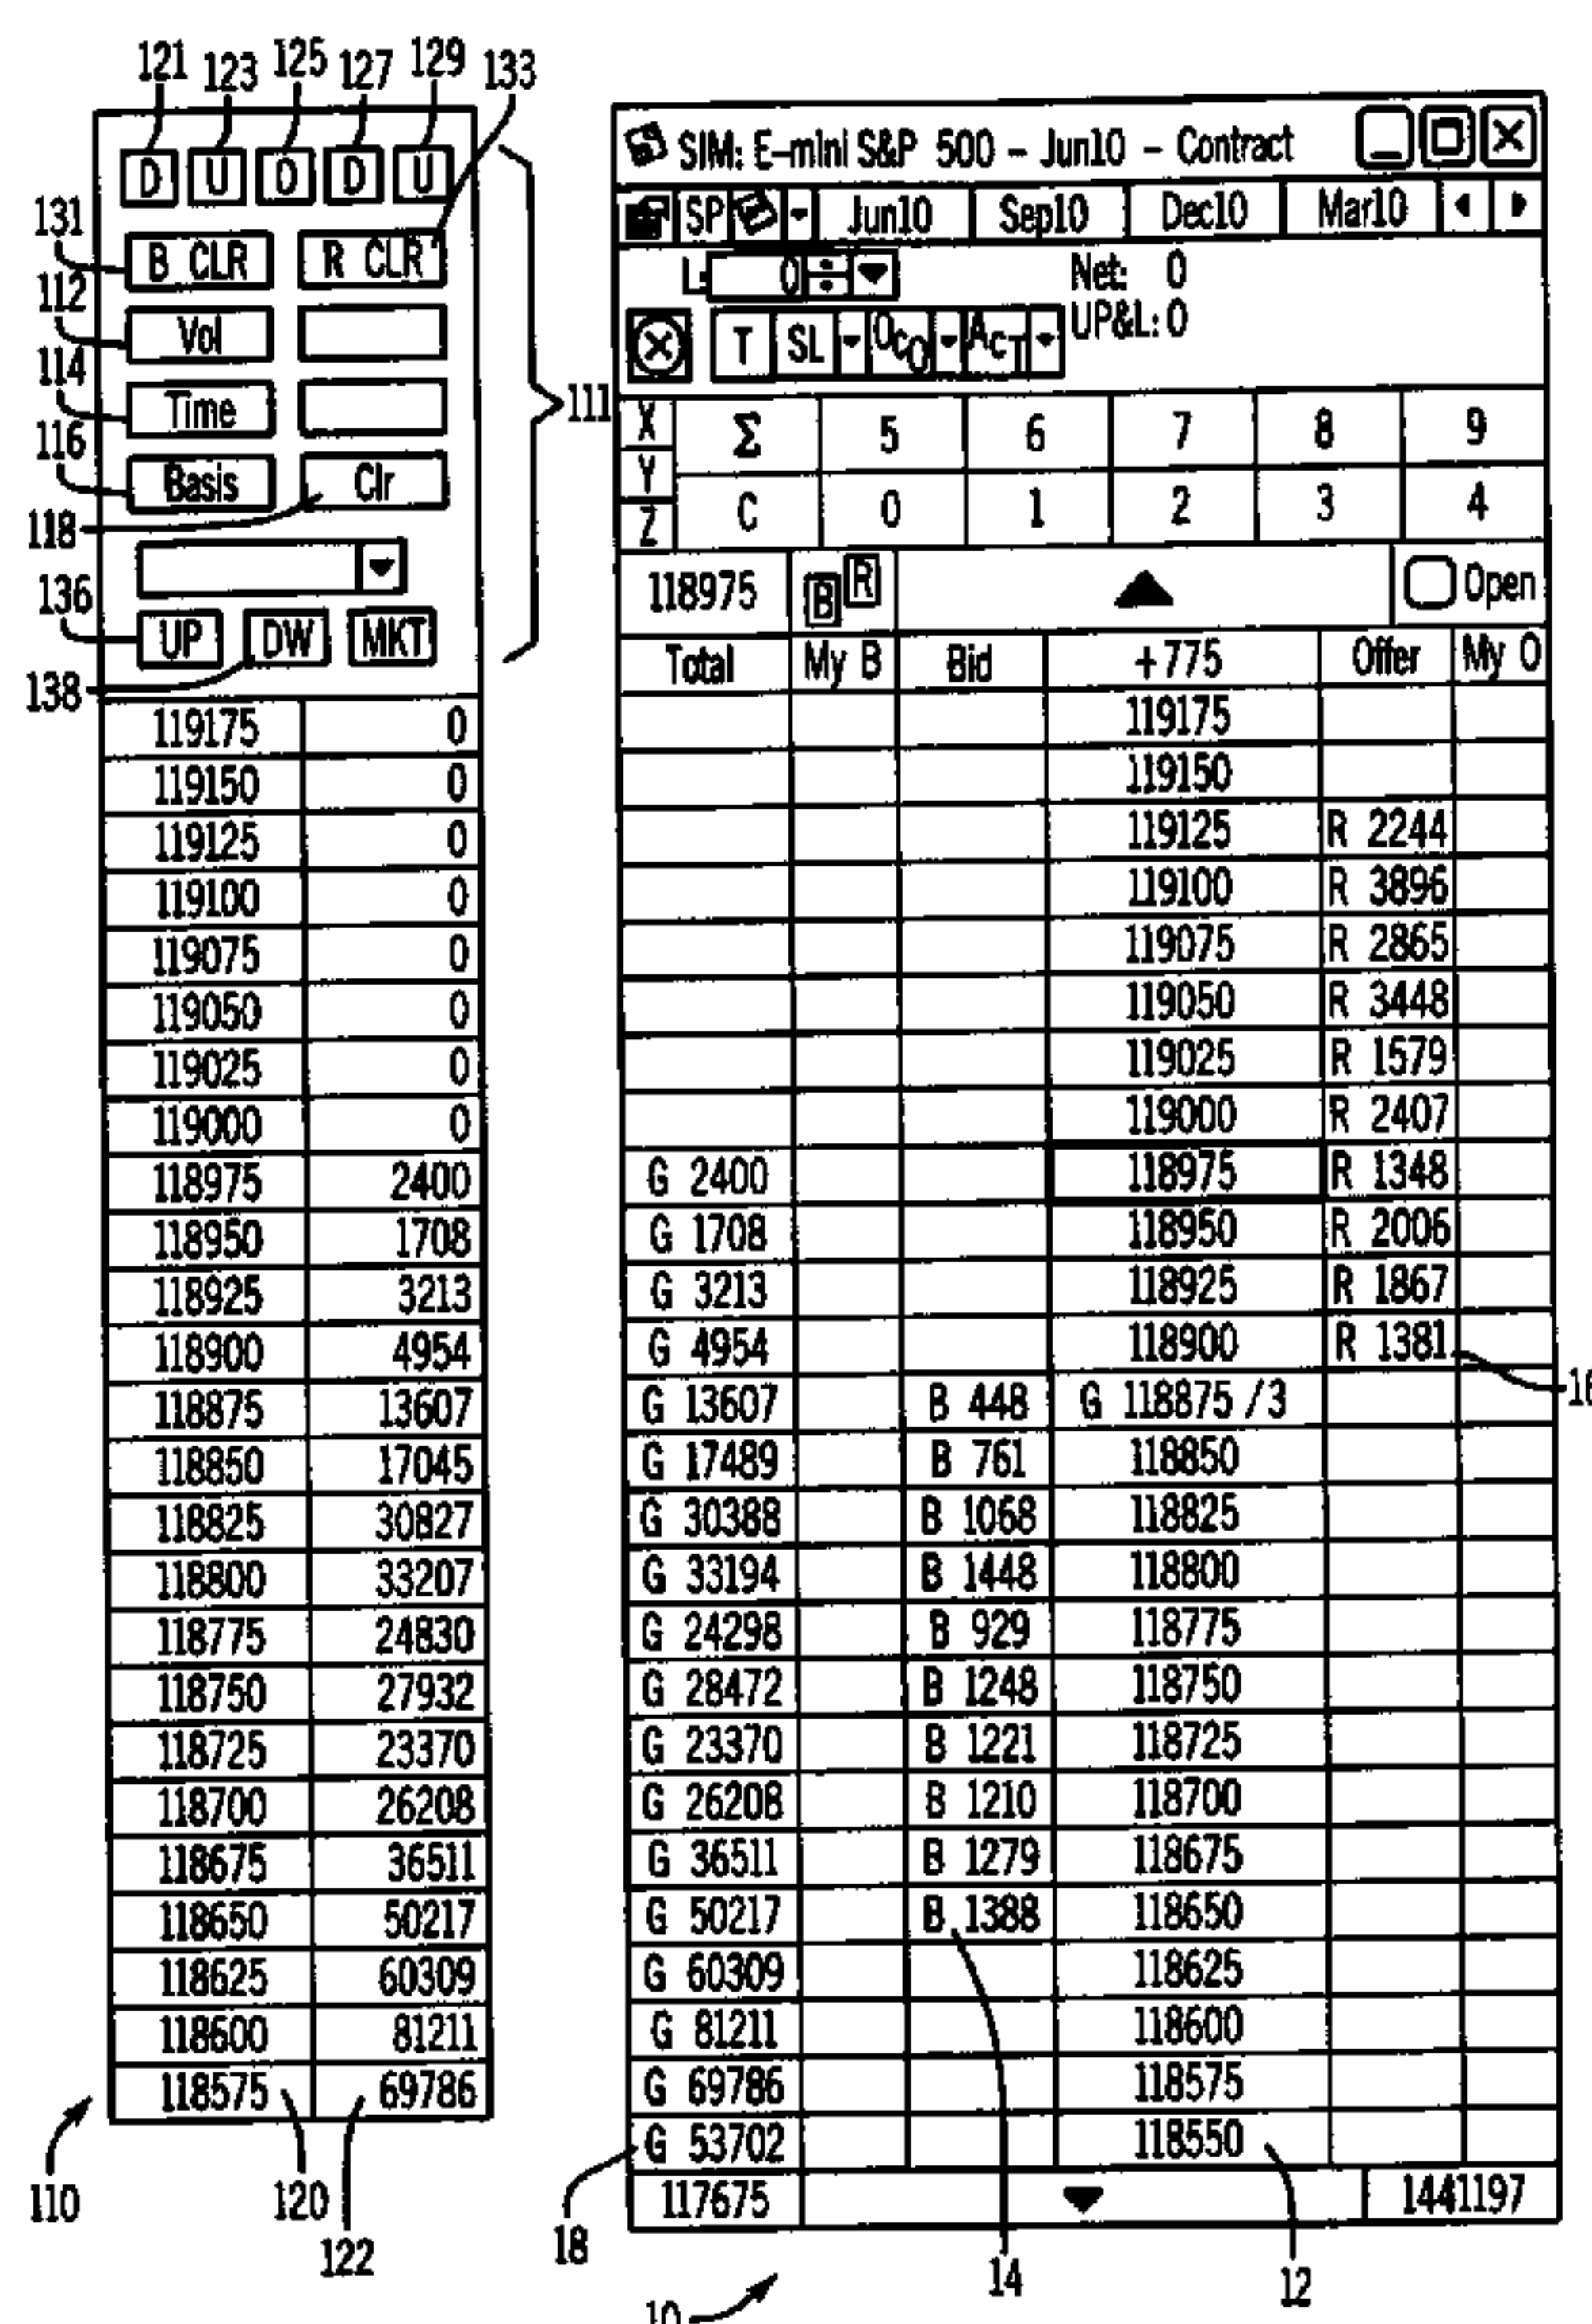 121 123 125 127 129 133
D U D D U
131
B CLR R CLR
112
Vol
114
Time
116
Basis Clr
118
111
136
UP DW MKT
138
119175 0
119150 0
119125 0
119100 0
119075 0
119050 0
119025 0
119000 0
118975 2400
118950 1708
118925 3213
118900 4954
118875 13607
118850 17045
118825 30827
118800 33207
118775 24830
118750 27932
118725 23370
118700 26208
118675 36511
118650 50217
118625 60309
118600 81211
118575 69786
110 120
122
SIM: E-mini S&P 500 - Jun10 - Contract
SP Jun10 Sep10 Dec10 Mar10
L: 0 Net: 0
T SL OCO ACT UP&L: 0
X Σ 5 6 7 8 9
Y
Z C 0 1 2 3 4
118975 B R Open
Total My B Bid +775 Offer My O
119175
119150
119125 R 2244
119100 R 3896
119075 R 2865
119050 R 3448
119025 R 1579
119000 R 2407
G 2400 118975 R 1348
G 1708 118950 R 2006
G 3213 118925 R 1867
G 4954 118900 R 1381
16
G 13607 B 448 G 118875 /3
G 17489 B 761 118850
G 30388 B 1068 118825
G 33194 B 1448 118800
G 24298 B 929 118775
G 28472 B 1248 118750
G 23370 B 1221 118725
G 26208 B 1210 118700
G 36511 B 1279 118675
G 50217 B 1388 118650
G 60309 118625
G 81211 118600
G 69786 118575
G 53702 118550
117675 1441197
18 14 12
10